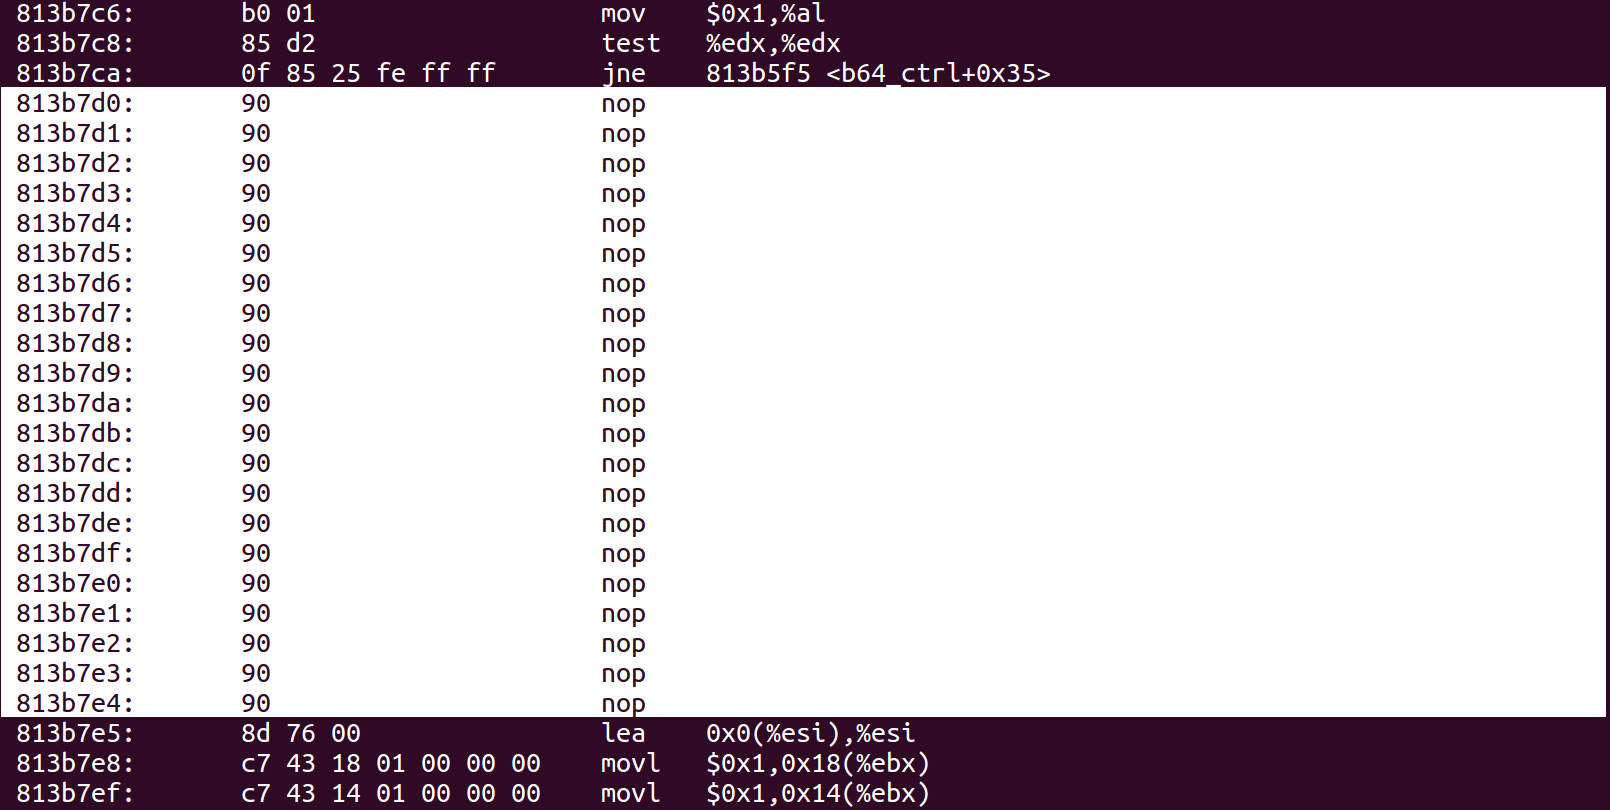 813b7c6: b0 01 mov $0x1,%al
813b7c8: 85 d2 test %edx,%edx
813b7ca: 0f 85 25 fe ff ff jne 813b5f5 <b64_ctrl+0x35>
813b7d0: 90 nop
813b7d1: 90 nop
813b7d2: 90 nop
813b7d3: 90 nop
813b7d4: 90 nop
813b7d5: 90 nop
813b7d6: 90 nop
813b7d7: 90 nop
813b7d8: 90 nop
813b7d9: 90 nop
813b7da: 90 nop
813b7db: 90 nop
813b7dc: 90 nop
813b7dd: 90 nop
813b7de: 90 nop
813b7df: 90 nop
813b7e0: 90 nop
813b7e1: 90 nop
813b7e2: 90 nop
813b7e3: 90 nop
813b7e4: 90 nop
813b7e5: 8d 76 00 lea 0x0(%esi),%esi
813b7e8: c7 43 18 01 00 00 00 movl $0x1,0x18(%ebx)
813b7ef: c7 43 14 01 00 00 00 movl $0x1,0x14(%ebx)